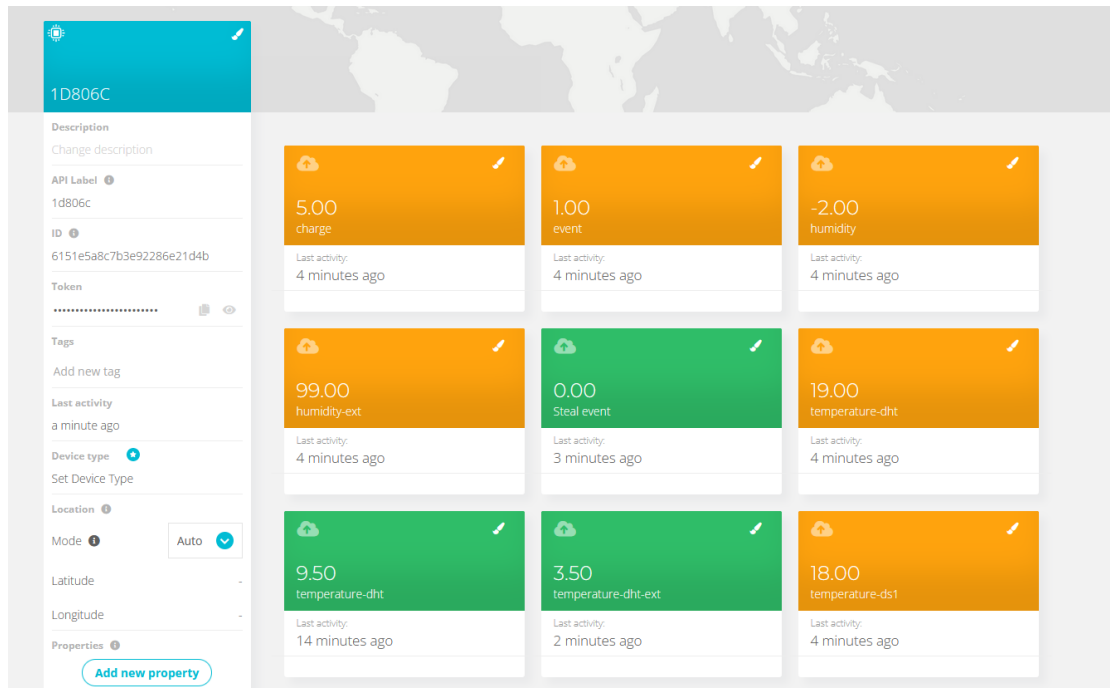 1D806C
Description
Change description
API Label
1d806c
ID
6151e5a8c7b3e92286e21d4b
Token
••••••••••••••••••••••••
Tags
Add new tag
Last activity
a minute ago
Device type
Set Device Type
Location
Mode
Auto
Latitude
-
Longitude
-
Properties
Add new property
5.00
charge
Last activity:
4 minutes ago
1.00
event
Last activity:
4 minutes ago
-2.00
humidity
Last activity:
4 minutes ago
99.00
humidity-ext
Last activity:
4 minutes ago
0.00
Steal event
Last activity:
3 minutes ago
19.00
temperature-dht
Last activity:
4 minutes ago
9.50
temperature-dht
Last activity:
14 minutes ago
3.50
temperature-dht-ext
Last activity:
2 minutes ago
18.00
temperature-ds1
Last activity:
4 minutes ago